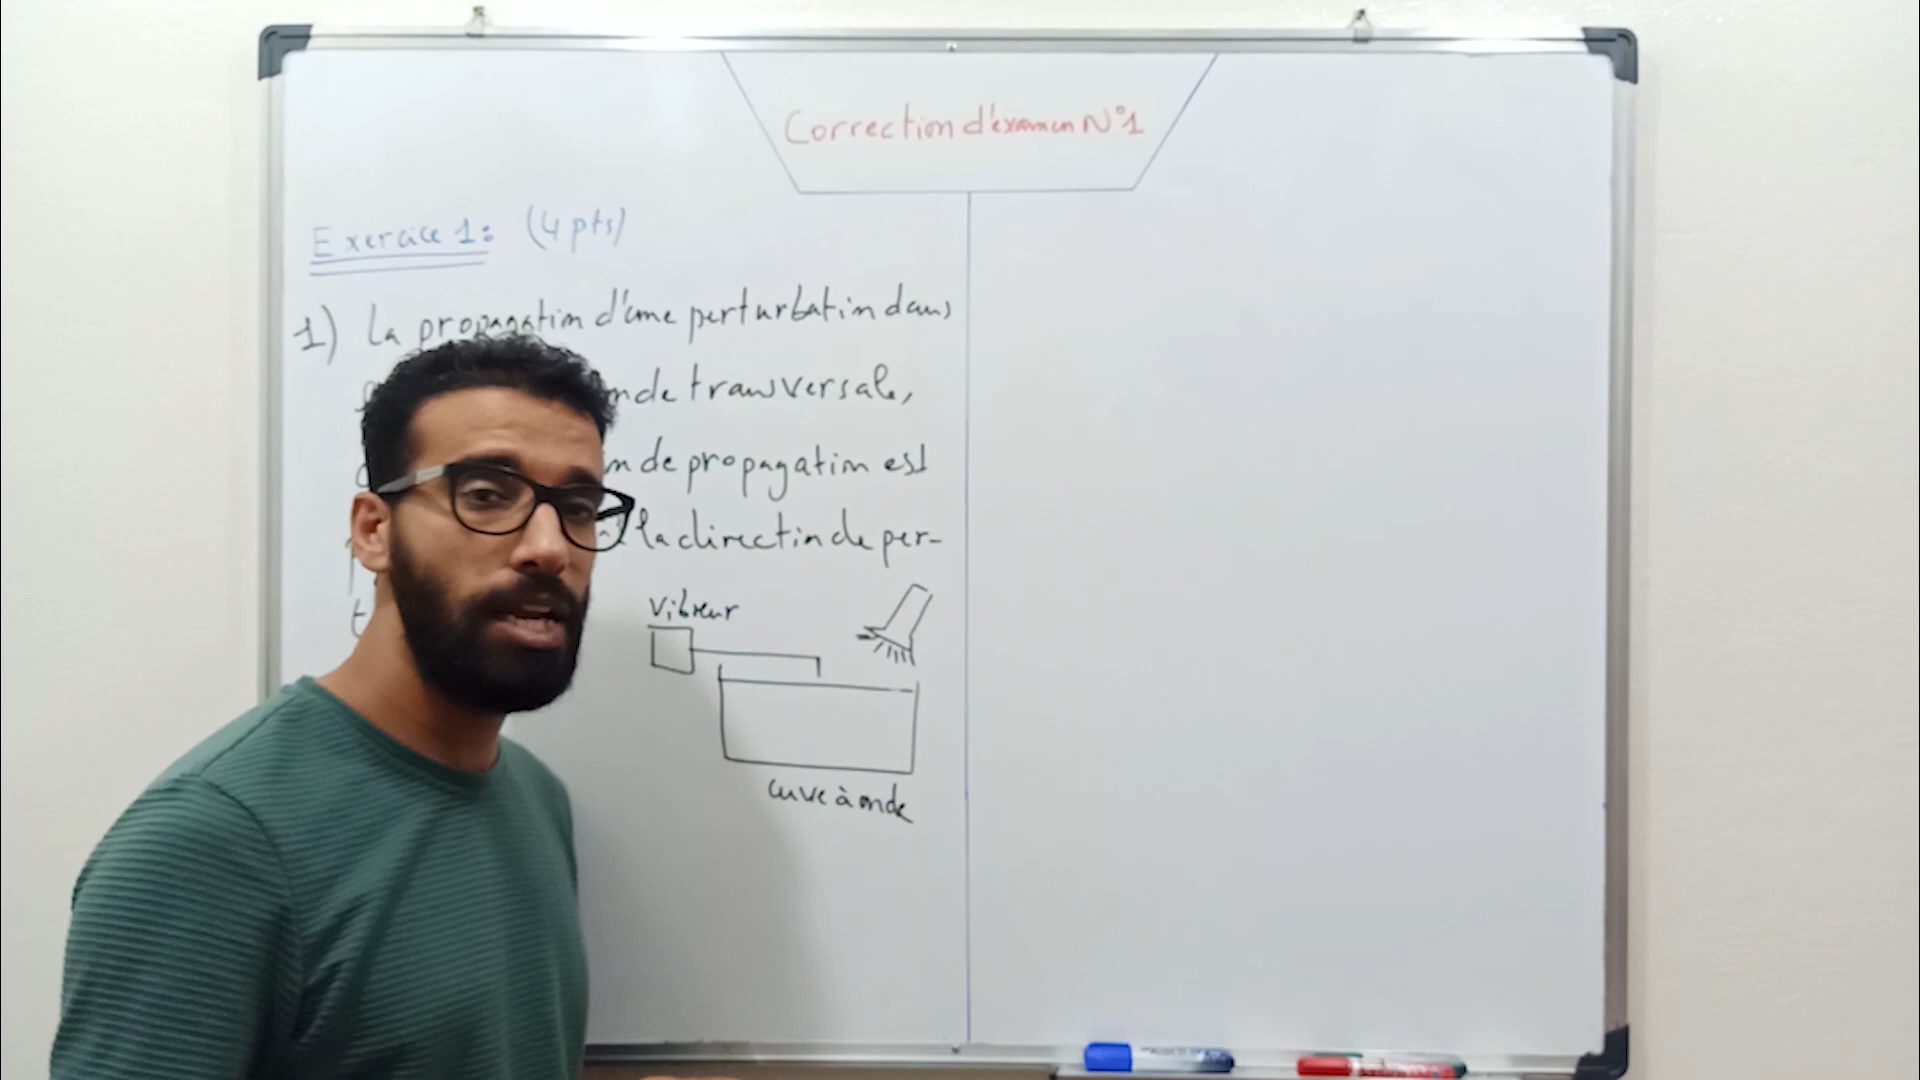 Correction d'examen N°1
Exercice 1: (4 pts)
1) La propagation d'une perturbation dans
onde transversale,
de propagation est
à la direction de per-
vibreur
cuve à onde